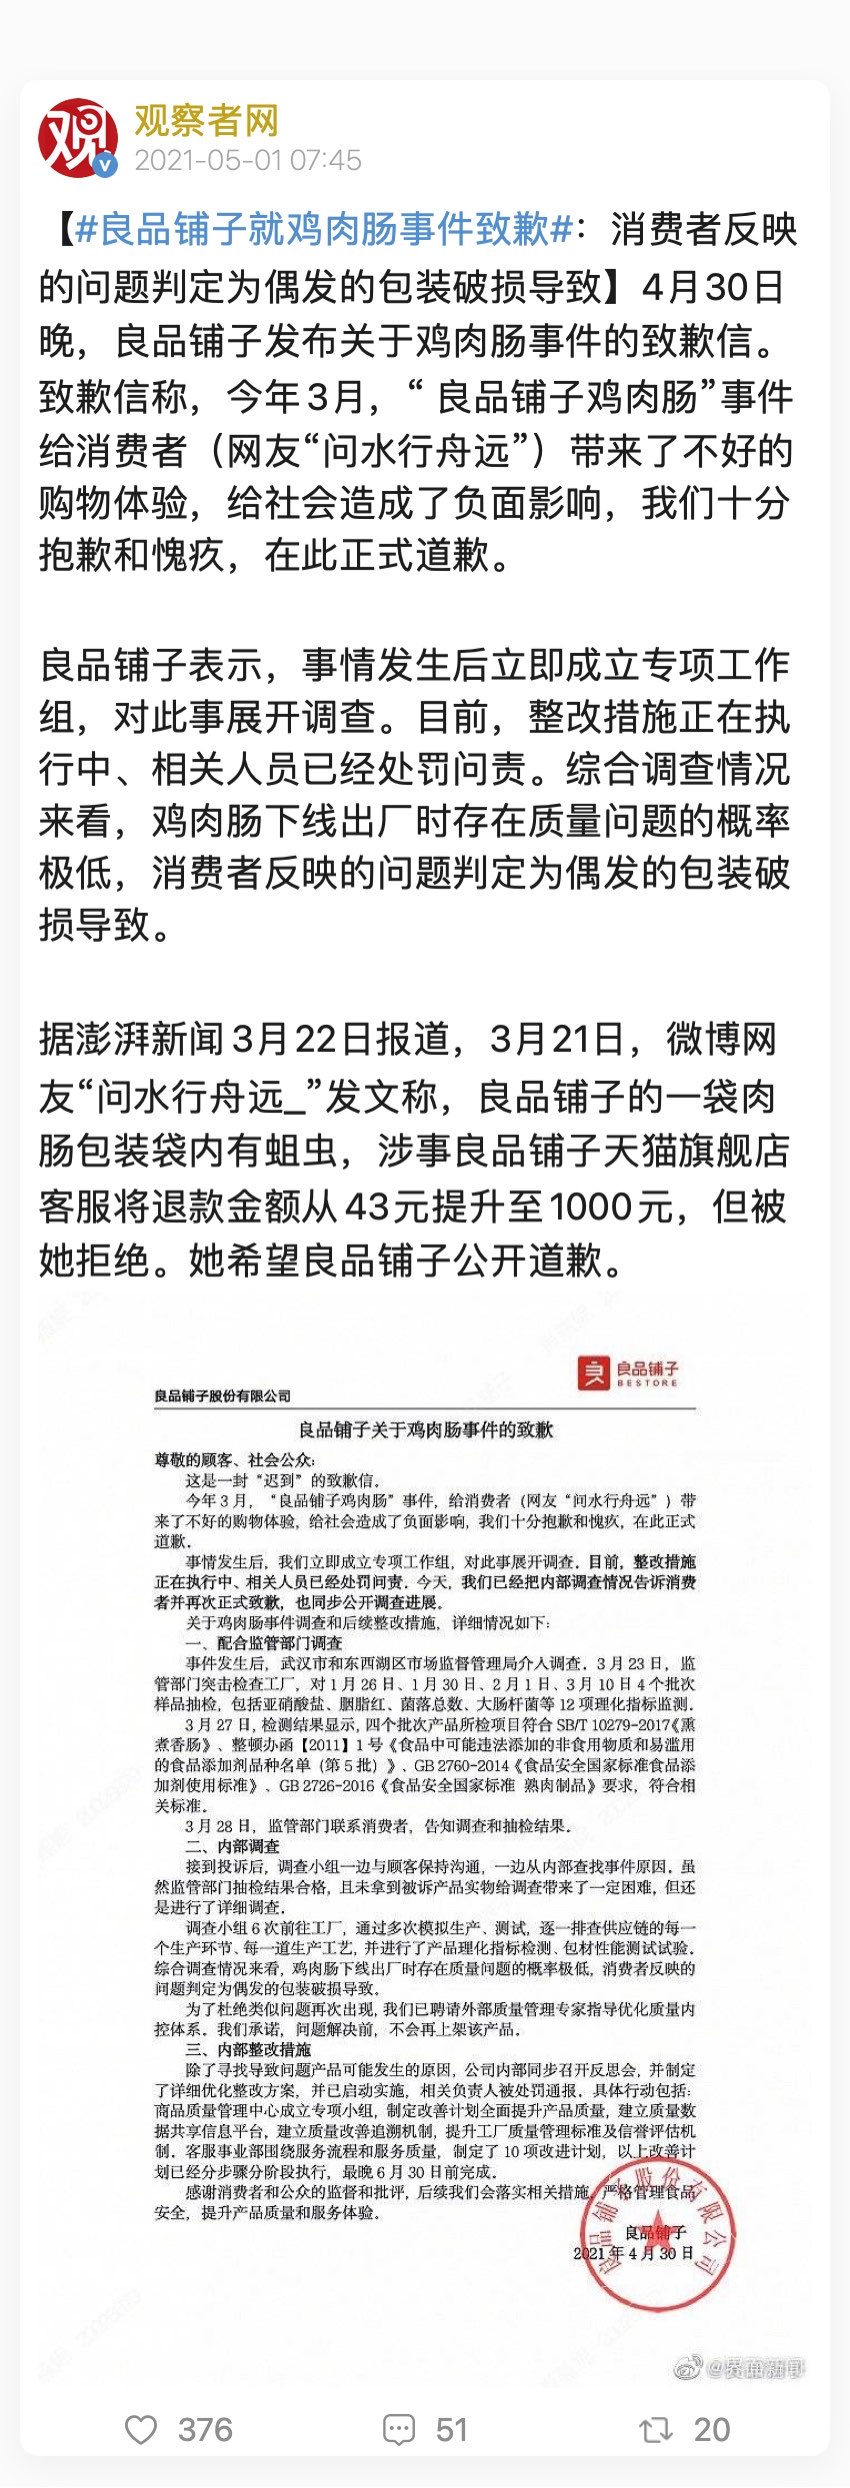 观察者网
2021-05-01 07:45
【#良品铺子就鸡肉肠事件致歉#：消费者反映
的问题判定为偶发的包装破损导致】4月30日
晚，良品铺子发布关于鸡肉肠事件的致歉信。
致歉信称，今年3月，“ 良品铺子鸡肉肠”事件
给消费者（网友“问水行舟远”）带来了不好的
购物体验，给社会造成了负面影响，我们十分
抱歉和愧疚，在此正式道歉。
良品铺子表示，事情发生后立即成立专项工作
组，对此事展开调查。目前，整改措施正在执
行中、相关人员已经处罚问责。综合调查情况
来看，鸡肉肠下线出厂时存在质量问题的概率
极低，消费者反映的问题判定为偶发的包装破
损导致。
据澎湃新闻3月22日报道，3月21日，微博网
友“问水行舟远_”发文称，良品铺子的一袋肉
肠包装袋内有蛆虫，涉事良品铺子天猫旗舰店
客服将退款金额从43元提升至1000元，但被
她拒绝。她希望良品铺子公开道歉。
良品铺子
BESTORE
良品铺子股份有限公司
良品铺子关于鸡肉肠事件的致歉
尊敬的顾客、社会公众：
这是一封“迟到”的致歉信。
今年3月，“良品铺子鸡肉肠”事件，给消费者（网友“问水行舟远”）带
来了不好的购物体验，给社会造成了负面影响，我们十分抱歉和愧疚，在此正式
道歉。
事情发生后，我们立即成立专项工作组，对此事展开调查。目前，整改措施
正在执行中、相关人员已经处罚问责。今天，我们已经把内部调查情况告诉消费
者并再次正式致歉，也同步公开调查进展。
关于鸡肉肠事件调查和后续整改措施，详细情况如下：
一、配合监管部门调查
事件发生后，武汉市和东西湖区市场监督管理局介入调查。3月23日，监
管部门突击检查工厂，对1月26日、1月30日、2月1日、3月10日4个批次
样品抽检，包括亚硝酸盐、胭脂红、菌落总数、大肠杆菌等12项理化指标监测。
3月27日，检测结果显示，四个批次产品所检项目符合SB/T 10279-2017《熏
煮香肠》、整顿办函【2011】1号《食品中可能违法添加的非食用物质和易滥用
的食品添加剂品种名单（第5批）》、GB 2760-2014《食品安全国家标准食品添
加剂使用标准》、GB 2726-2016《食品安全国家标准 熟肉制品》要求，符合相
关标准。
3月28日，监管部门联系消费者，告知调查和抽检结果。
二、内部调查
接到投诉后，调查小组一边与顾客保持沟通，一边从内部查找事件原因。虽
然监管部门抽检结果合格，且未拿到被诉产品实物给调查带来了一定困难，但还
是进行了详细调查。
调查小组6次前往工厂，通过多次模拟生产、测试，逐一排查供应链的每一
个生产环节、每一道生产工艺，并进行了产品理化指标检测、包材性能测试试验。
综合调查情况来看，鸡肉肠下线出厂时存在质量问题的概率极低，消费者反映的
问题判定为偶发的包装破损导致。
为了杜绝类似问题再次出现，我们已聘请外部质量管理专家指导优化质量内
控体系。我们承诺，问题解决前，不会再上架该产品。
三、内部整改措施
除了寻找导致问题产品可能发生的原因，公司内部同步召开反思会，并制定
了详细优化整改方案，并已启动实施，相关负责人被处罚通报。具体行动包括：
商品质量管理中心成立专项小组，制定改善计划全面提升产品质量，建立质量数
据共享信息平台，建立质量改善追溯机制，提升工厂质量管理标准及信誉评估机
制。客服事业部围绕服务流程和服务质量，制定了10项改进计划，以上改善计
划已经分步骤分阶段执行，最晚6月30日前完成。
感谢消费者和公众的监督和批评，后续我们会落实相关措施，严格管理食品
安全，提升产品质量和服务体验。
良品铺子
2021年4月30日
良品铺子股份有限公司
376
51
20